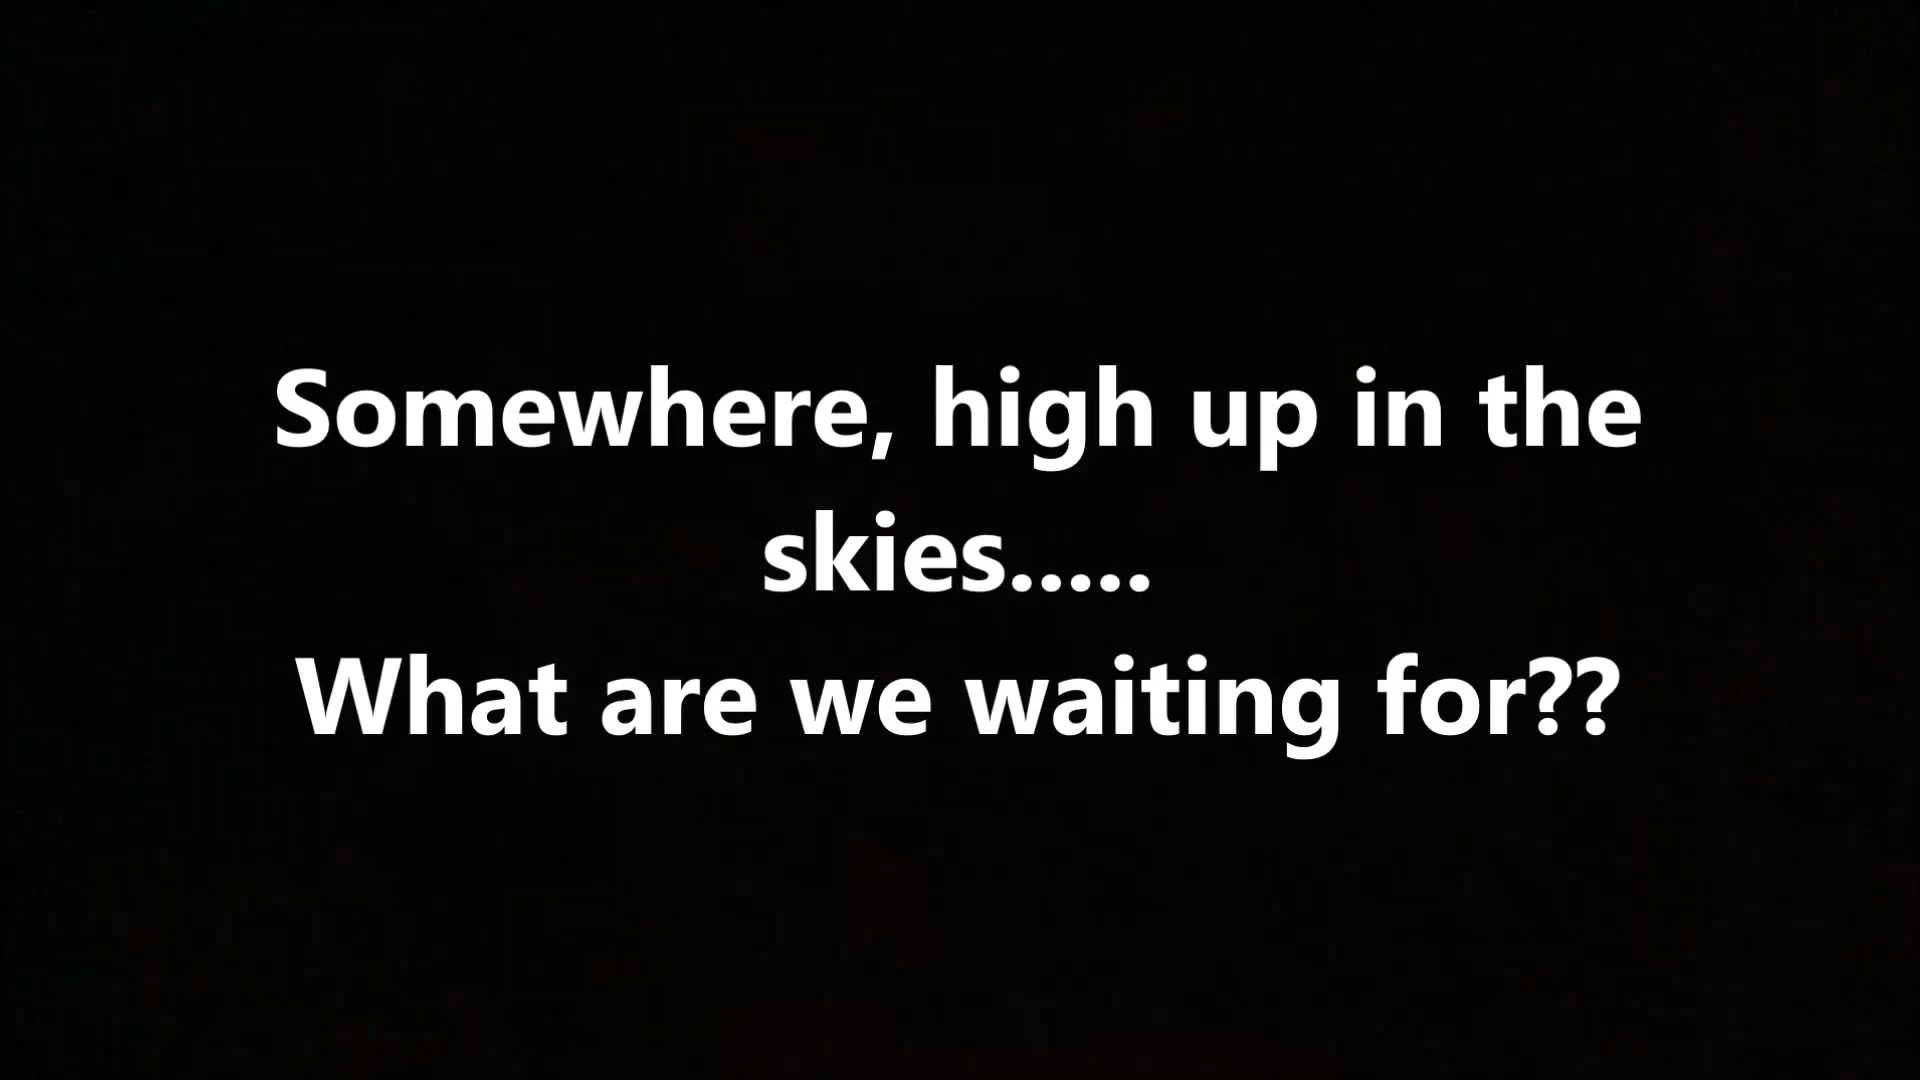 Somewhere, high up in the
skies.....
What are we waiting for??